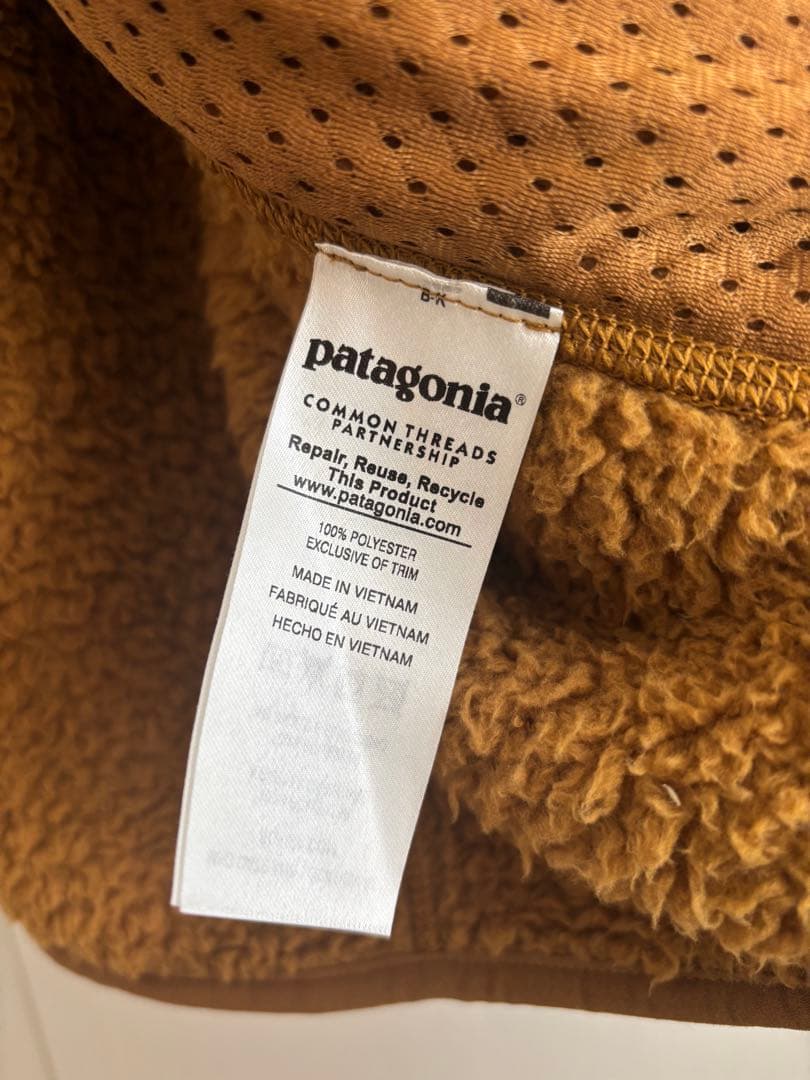 B-K
patagonia®
COMMON THREADS
PARTNERSHIP
Repair, Reuse, Recycle
This Product
www.patagonia.com
100% POLYESTER
EXCLUSIVE OF TRIM
MADE IN VIETNAM
FABRIQUÉ AU VIETNAM
HECHO EN VIETNAM